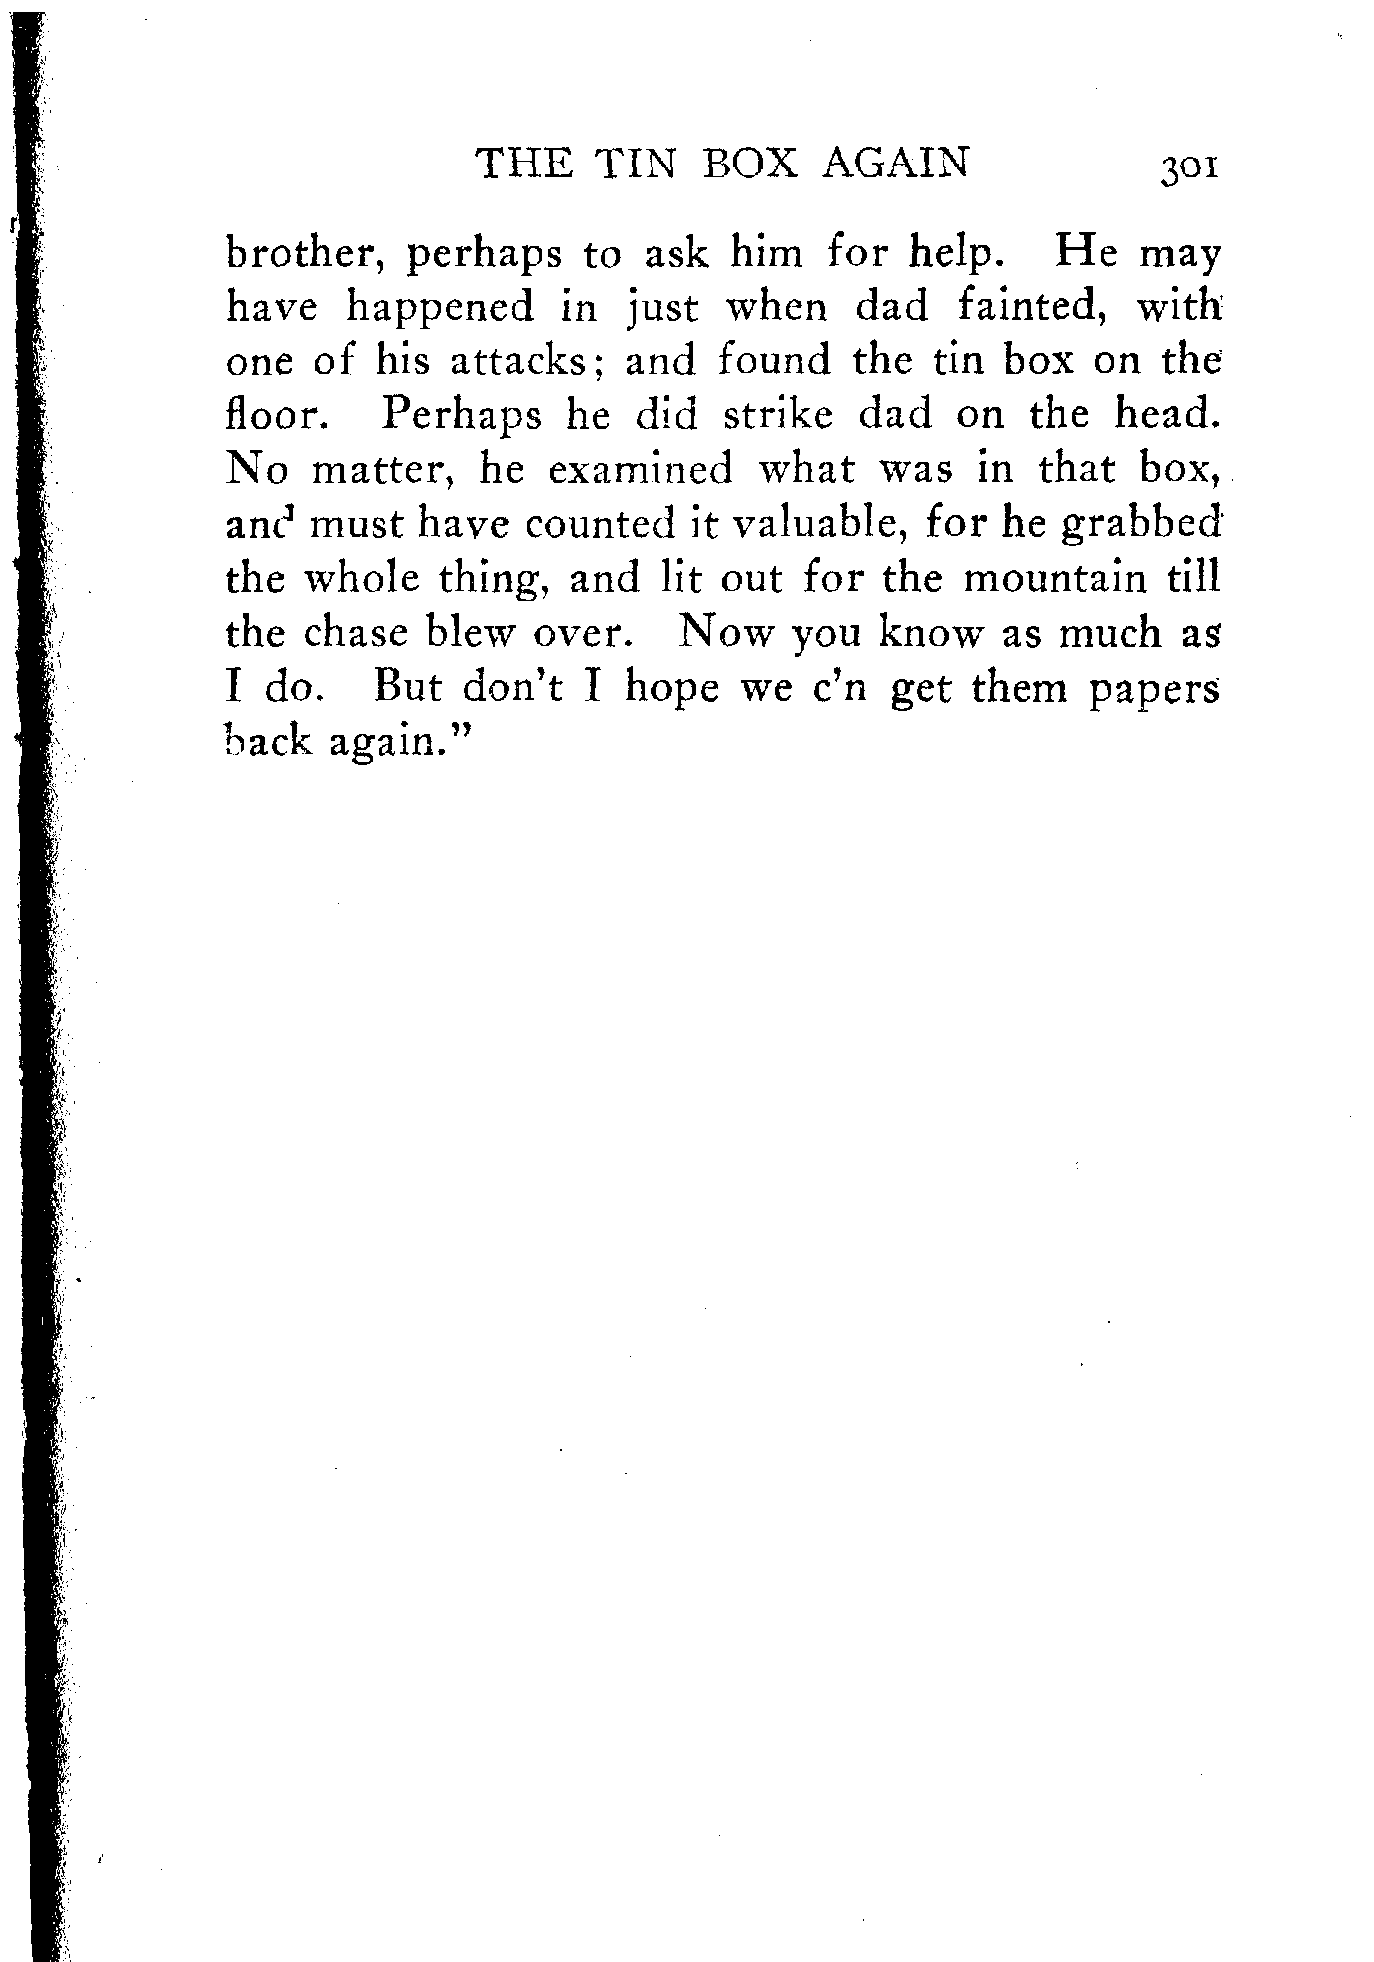 THE TIN BOX AGAIN 301
brother, perhaps to ask him for help. He may
have happened in just when dad fainted, with
one of his attacks; and found the tin box on the
floor. Perhaps he did strike dad on the head.
No matter, he examined what was in that box,
and must have counted it valuable, for he grabbed
the whole thing, and lit out for the mountain till
the chase blew over. Now you know as much as
I do. But don't I hope we c'n get them papers
back again."